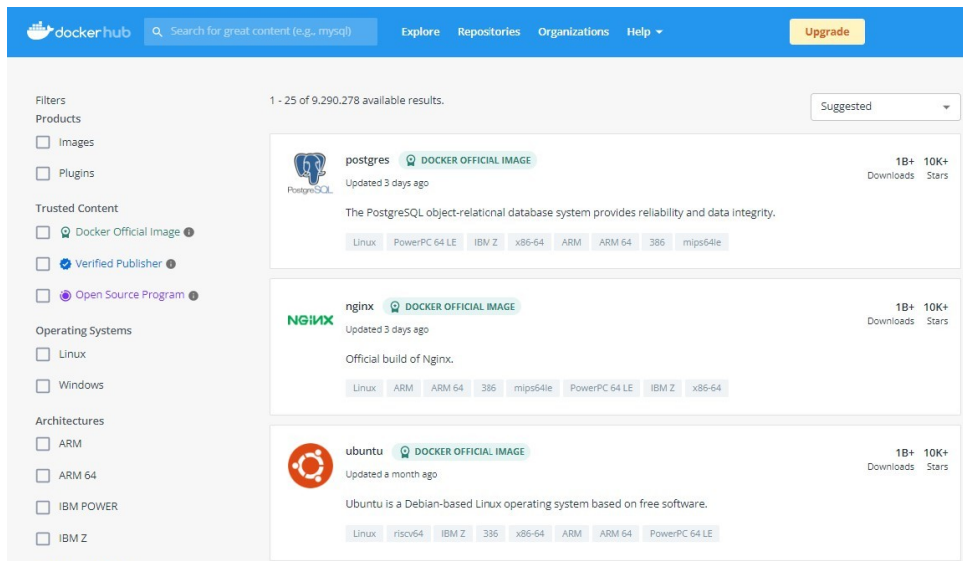 dockerhub Search for great content (e.g., mysql) Explore Repositories Organizations Help Upgrade
Filters
Products
Images
Plugins
Trusted Content
Docker Official Image
Verified Publisher
Open Source Program
Operating Systems
Linux
Windows
Architectures
ARM
ARM 64
IBM POWER
IBM Z
1 - 25 of 9.290.278 available results.
Suggested
PostgreSQL
postgres DOCKER OFFICIAL IMAGE
Updated 3 days ago
The PostgreSQL object-relational database system provides reliability and data integrity.
Linux PowerPC 64 LE IBM Z x86-64 ARM ARM 64 386 mips64le
1B+ 10K+
Downloads Stars
NGINX
nginx DOCKER OFFICIAL IMAGE
Updated 3 days ago
Official build of Nginx.
Linux ARM ARM 64 386 mips64le PowerPC 64 LE IBM Z x86-64
1B+ 10K+
Downloads Stars
ubuntu DOCKER OFFICIAL IMAGE
Updated a month ago
Ubuntu is a Debian-based Linux operating system based on free software.
Linux riscv64 IBM Z 386 x86-64 ARM ARM 64 PowerPC 64 LE
1B+ 10K+
Downloads Stars